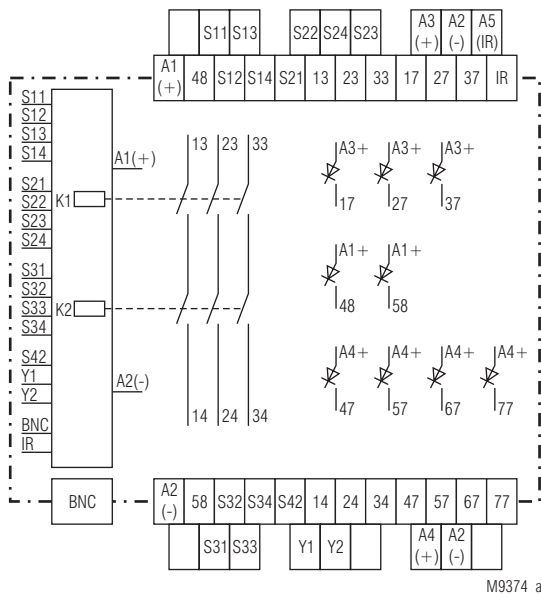 S11 S13 S22 S24 S23 A3 (+) A2 (-) A5 (IR)
A1 (+) 48 S12 S14 S21 13 23 33 17 27 37 IR
S11
S12
S13
S14
A1(+)
S21
S22
K1
S23
S24
S31
S32
S33
K2
S34
S42
Y1
Y2
A2(-)
BNC
IR
13 23 33
14 24 34
A3+ A3+ A3+
17 27 37
A1+ A1+
48 58
A4+ A4+ A4+ A4+
47 57 67 77
BNC
A2 (-) 58 S32 S34 S42 14 24 34 47 57 67 77
S31 S33 Y1 Y2 A4 (+) A2 (-)
M9374_a